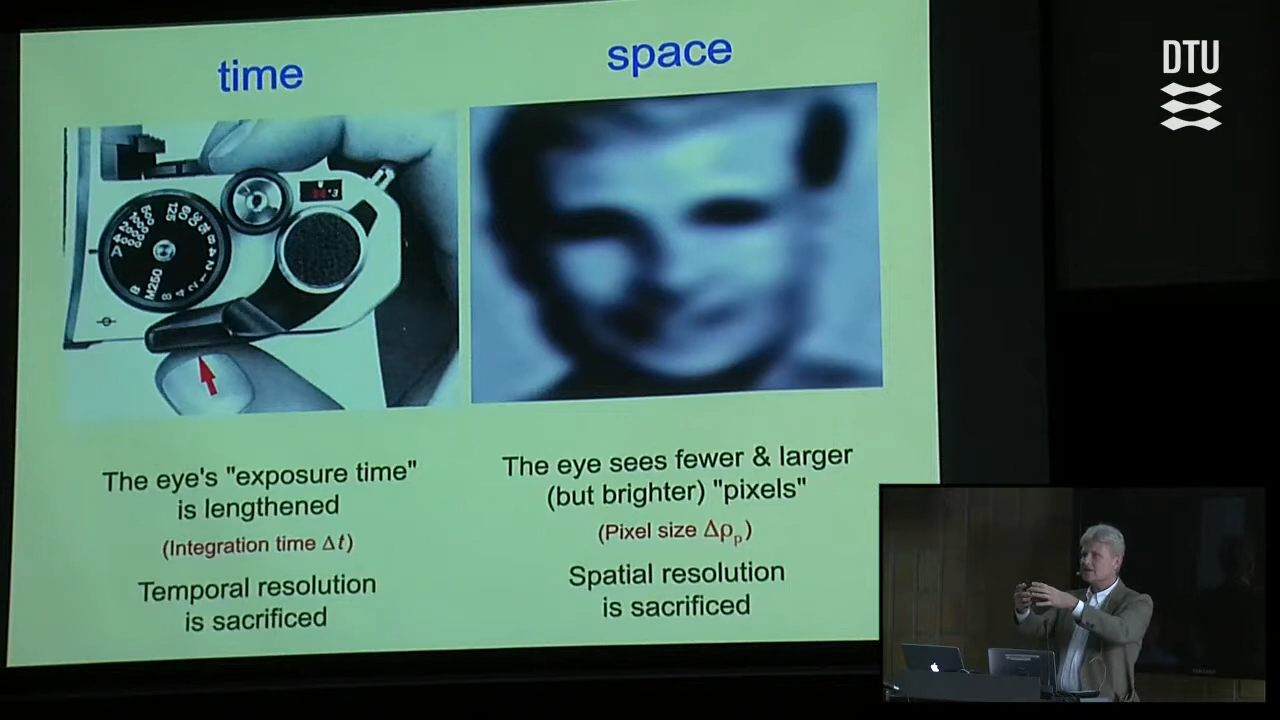 time
space
DTU
A
M250
The eye's "exposure time"
is lengthened
(Integration time Δt)
Temporal resolution
is sacrificed
The eye sees fewer & larger
(but brighter) "pixels"
(Pixel size Δρp)
Spatial resolution
is sacrificed